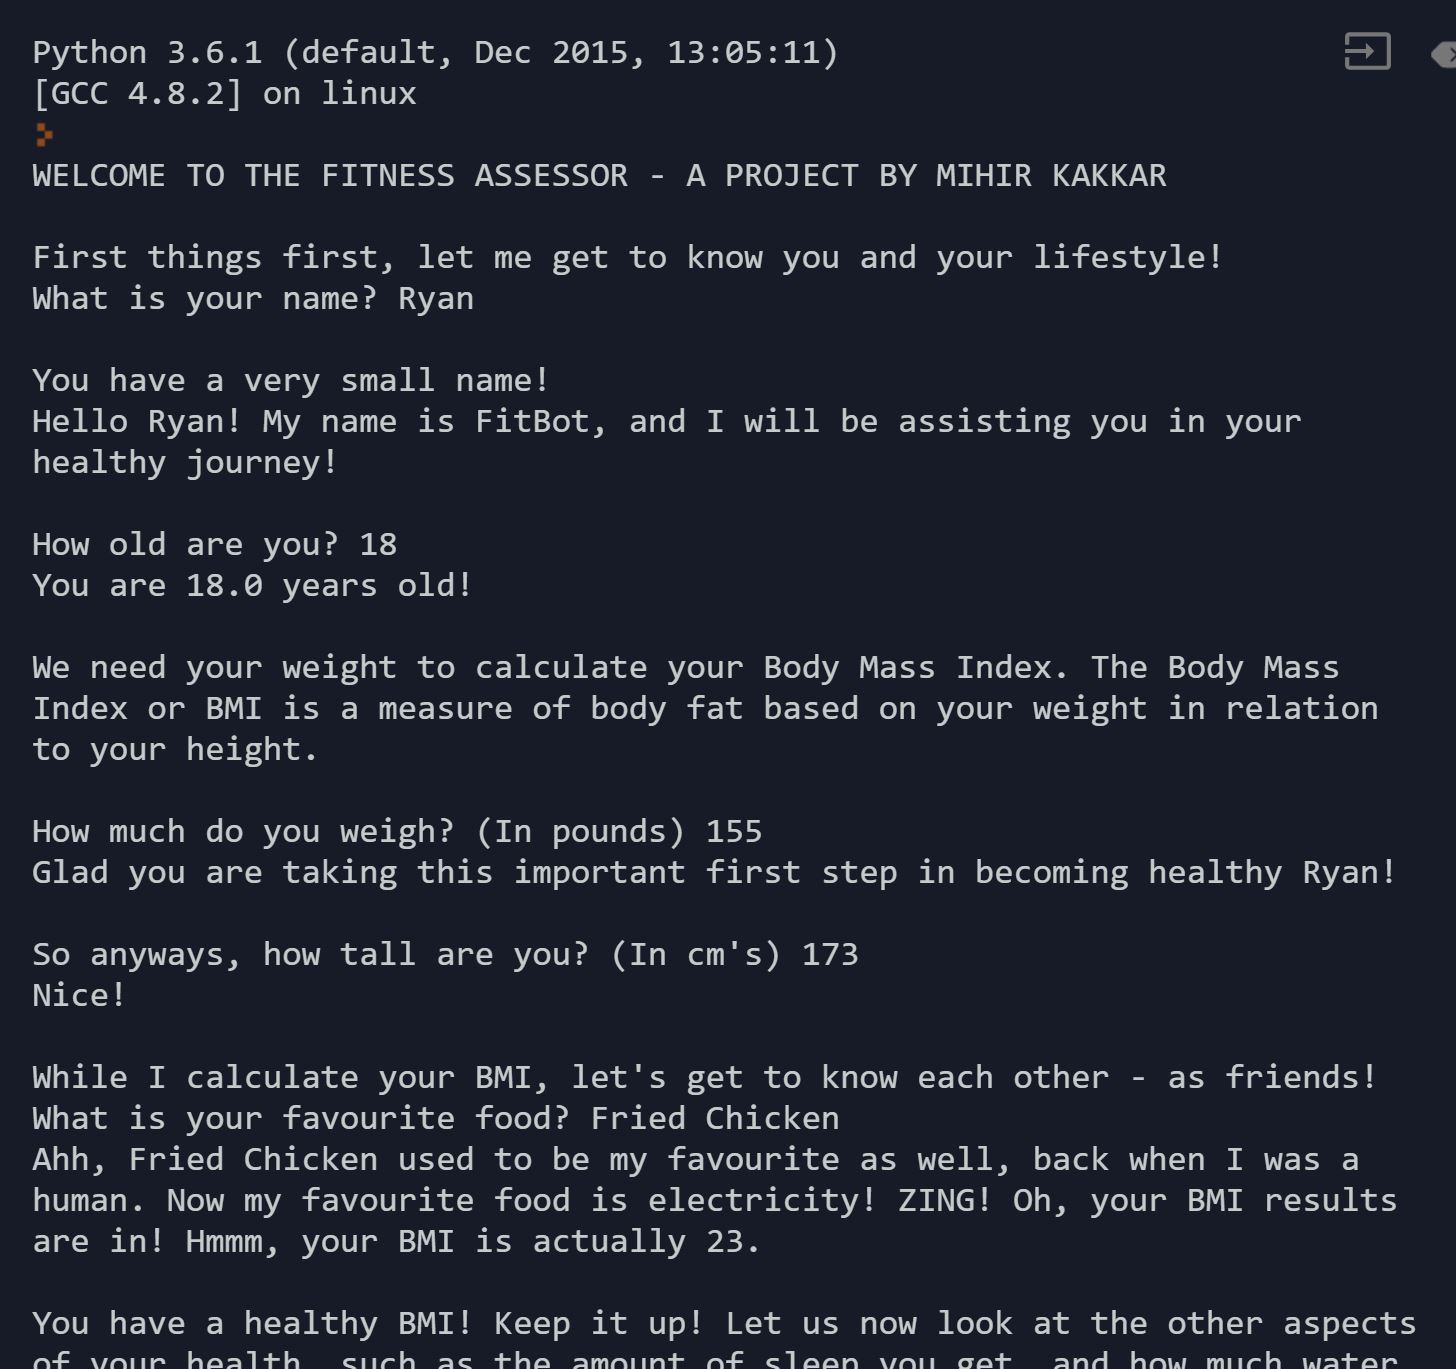 Python 3.6.1 (default, Dec 2015, 13:05:11)
[GCC 4.8.2] on linux
WELCOME TO THE FITNESS ASSESSOR - A PROJECT BY MIHIR KAKKAR
First things first, let me get to know you and your lifestyle!
What is your name? Ryan
You have a very small name!
Hello Ryan! My name is FitBot, and I will be assisting you in your
healthy journey!
How old are you? 18
You are 18.0 years old!
We need your weight to calculate your Body Mass Index. The Body Mass
Index or BMI is a measure of body fat based on your weight in relation
to your height.
How much do you weigh? (In pounds) 155
Glad you are taking this important first step in becoming healthy Ryan!
So anyways, how tall are you? (In cm's) 173
Nice!
While I calculate your BMI, let's get to know each other - as friends!
What is your favourite food? Fried Chicken
Ahh, Fried Chicken used to be my favourite as well, back when I was a
human. Now my favourite food is electricity! ZING! Oh, your BMI results
are in! Hmmm, your BMI is actually 23.
You have a healthy BMI! Keep it up! Let us now look at the other aspects
of your health, such as the amount of sleep you get, and how much water